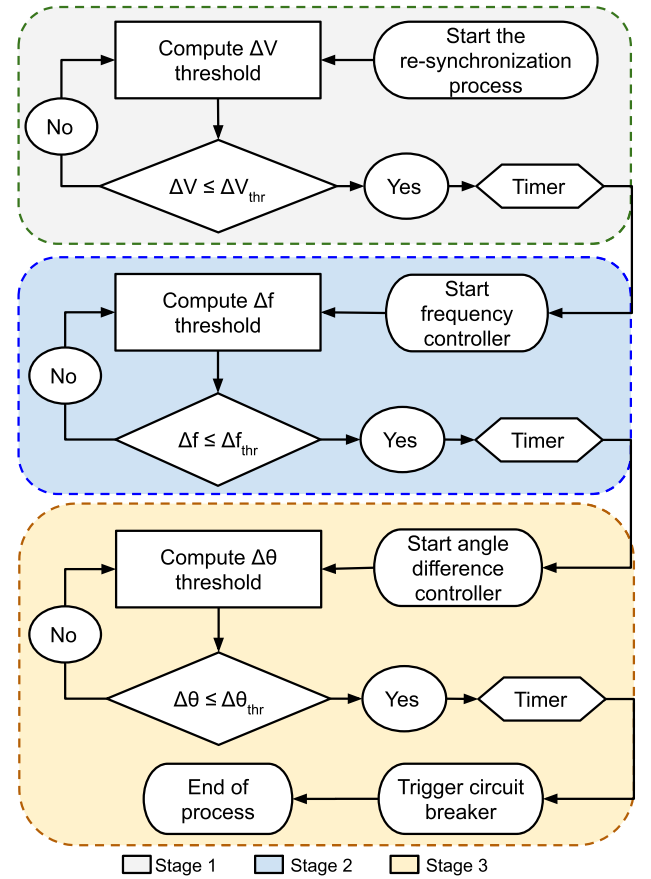 Start the
re-synchronization
process
Compute ΔV
threshold
No
ΔV ≤ ΔVthr
Yes
Timer
Start
frequency
controller
Compute Δf
threshold
No
Δf ≤ Δfthr
Yes
Timer
Start angle
difference
controller
Compute Δθ
threshold
No
Δθ ≤ Δθthr
Yes
Timer
Trigger circuit
breaker
End of
process
Stage 1
Stage 2
Stage 3